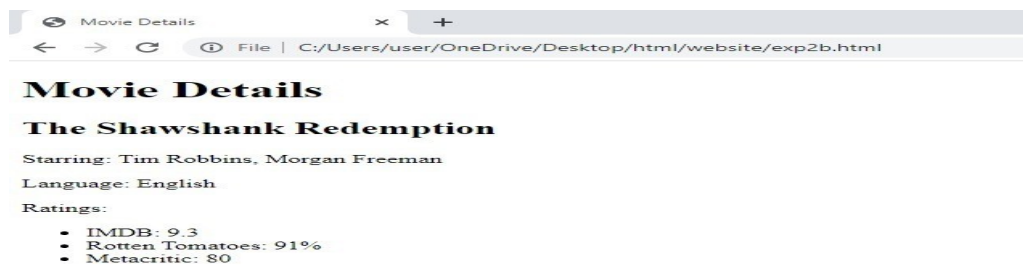 Movie Details
File | C:/Users/user/OneDrive/Desktop/html/website/exp2b.html
Movie Details
The Shawshank Redemption
Starring: Tim Robbins, Morgan Freeman
Language: English
Ratings:
IMDB: 9.3
Rotten Tomatoes: 91%
Metacritic: 80